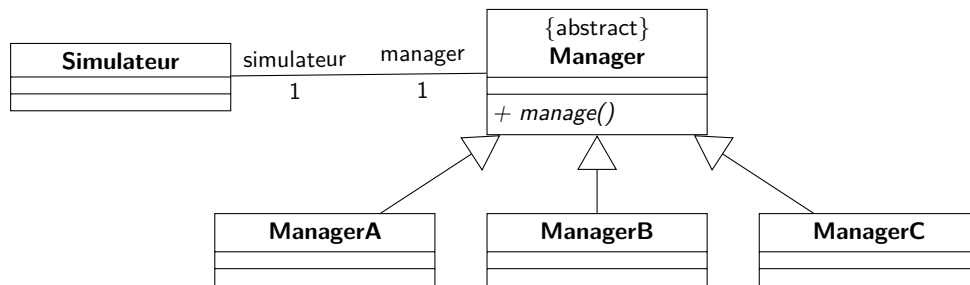 {abstract}
Manager
Simulateur
simulateur
manager
1
1
+ manage()
ManagerA
ManagerB
ManagerC